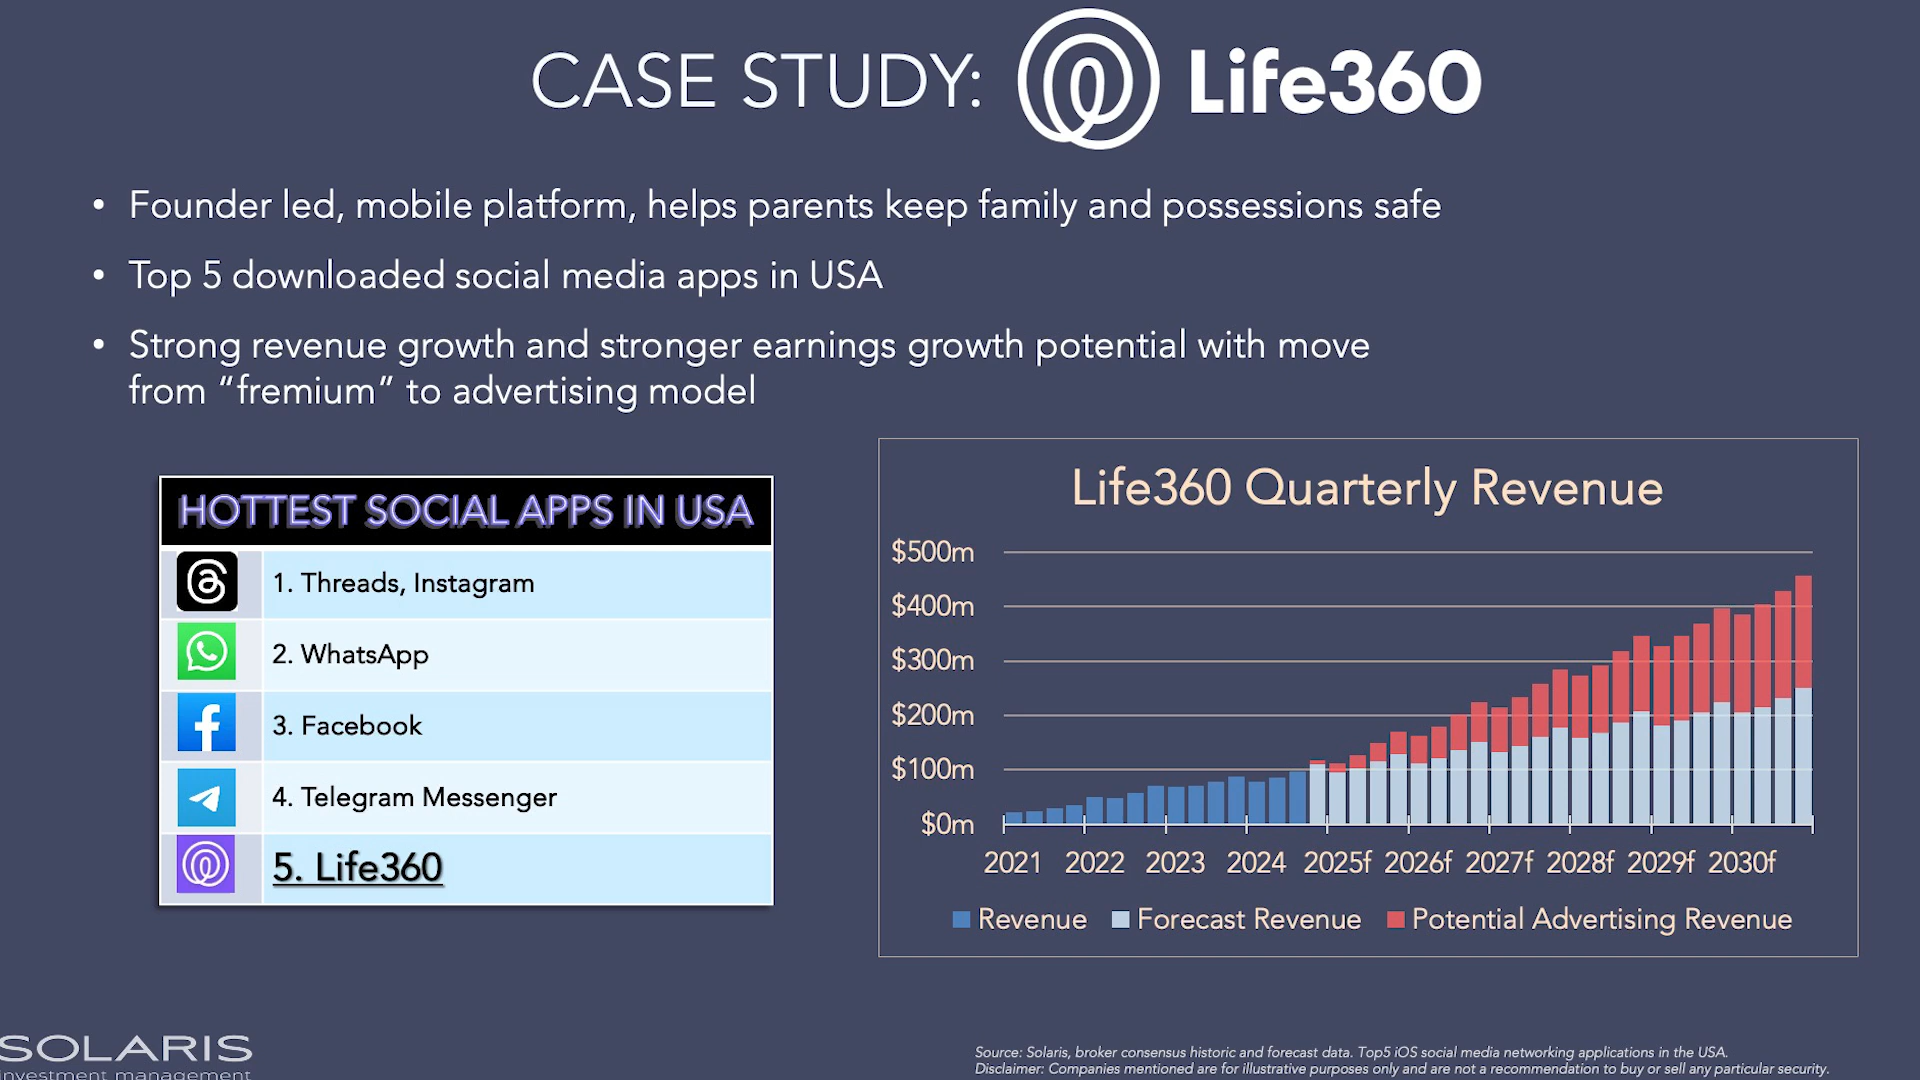 CASE STUDY: Life360
• Founder led, mobile platform, helps parents keep family and possessions safe
• Top 5 downloaded social media apps in USA
• Strong revenue growth and stronger earnings growth potential with move
from “fremium” to advertising model
HOTTEST SOCIAL APPS IN USA
1. Threads, Instagram
2. WhatsApp
3. Facebook
4. Telegram Messenger
5. Life360
Life360 Quarterly Revenue
$500m
$400m
$300m
$200m
$100m
$0m
2021 2022 2023 2024 2025f 2026f 2027f 2028f 2029f 2030f
Revenue Forecast Revenue Potential Advertising Revenue
SOLARIS
investment management
Source: Solaris, broker consensus historic and forecast data. Top5 iOS social media networking applications in the USA.
Disclaimer: Companies mentioned are for illustrative purposes only and are not a recommendation to buy or sell any particular security.